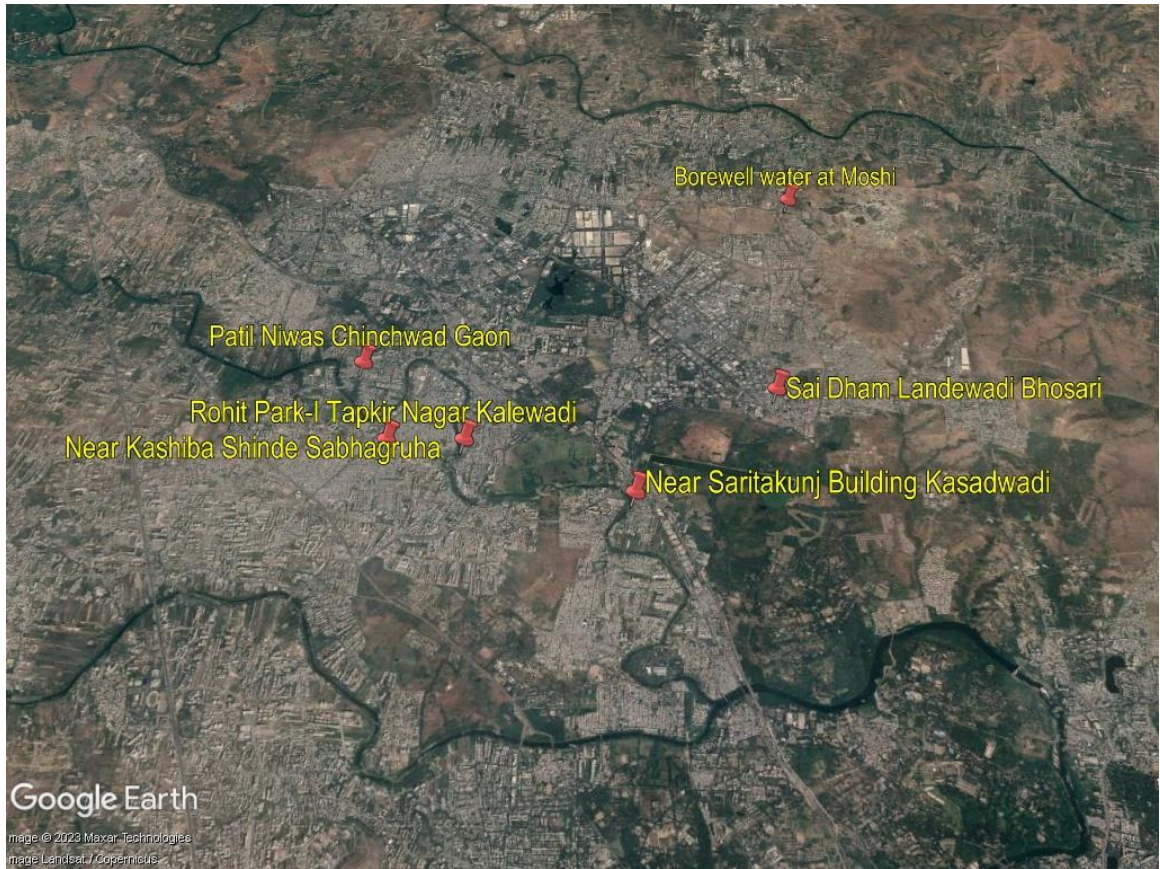 Borewell water at Moshi
Patil Niwas Chinchwad Gaon
Sai Dham Landewadi Bhosari
Rohit Park-I Tapkir Nagar Kalewadi
Near Kashiba Shinde Sabhagruha
Near Saritakunj Building Kasadwadi
Google Earth
mage © 2023 Maxar Technologies
mage Landsat / Copernicus